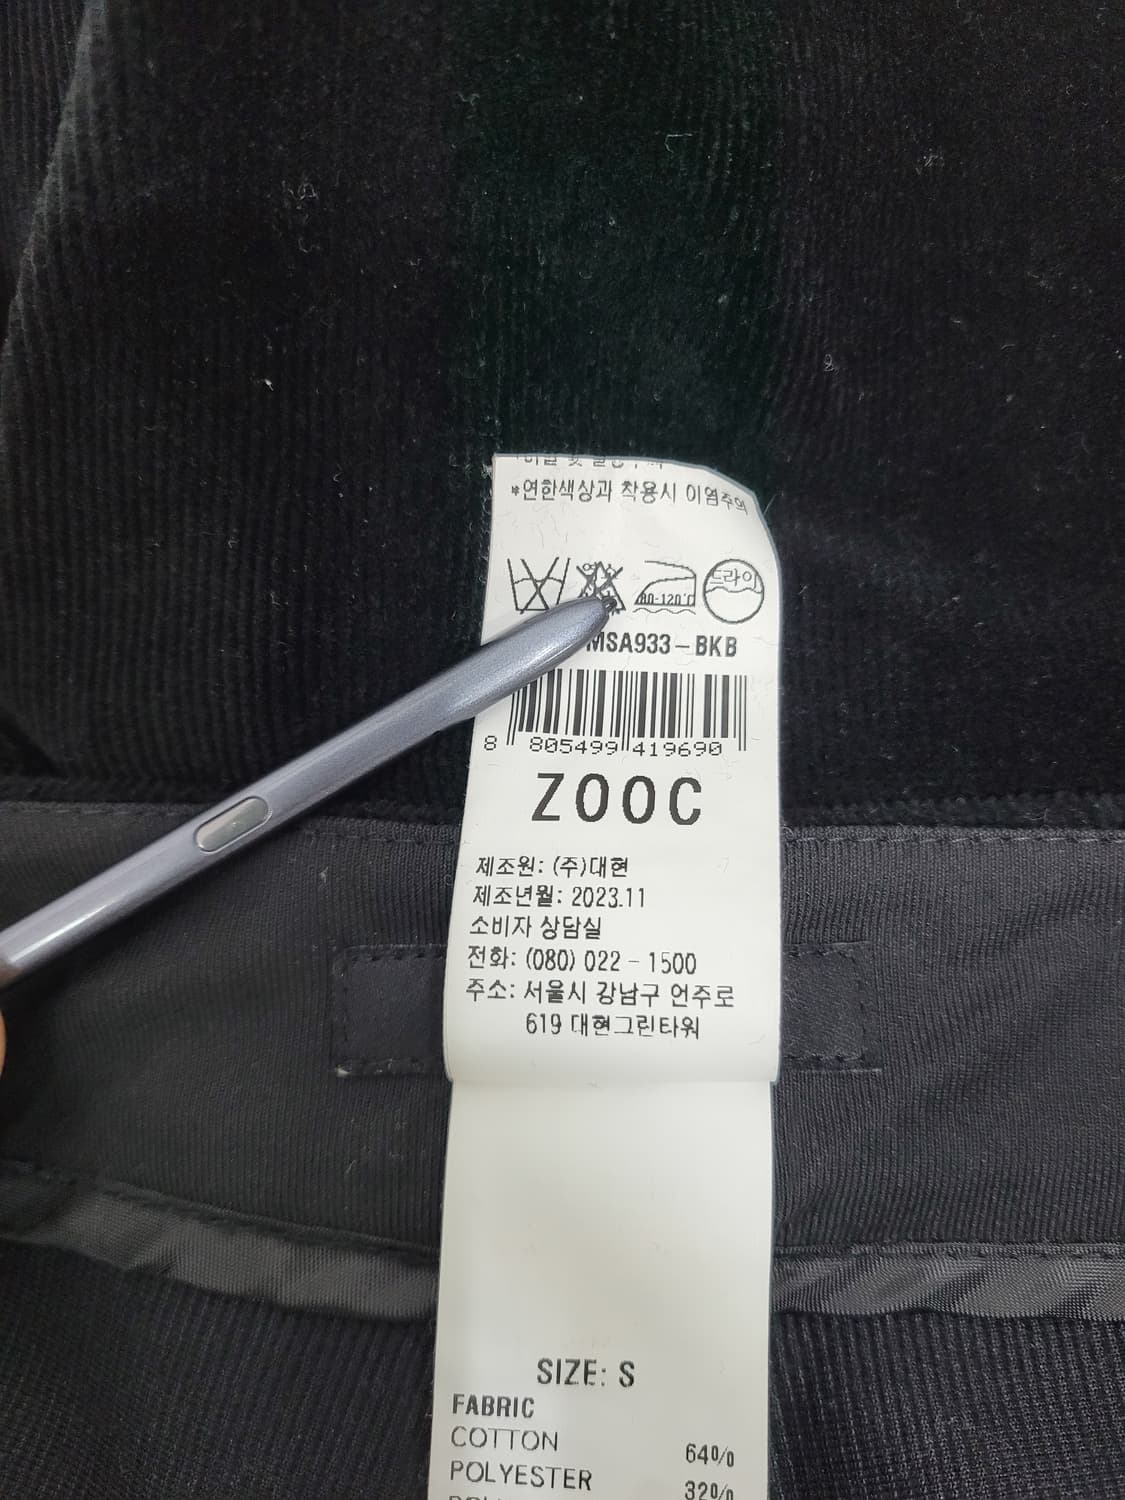 *연한색상과 착용시 이염주의
80-120℃
드라이
MSA933-BKB
8 805499 419690
ZOOC
제조원: (주)대현
제조년월: 2023.11
소비자 상담실
전화: (080) 022 - 1500
주소: 서울시 강남구 언주로
619 대현그린타워
SIZE: S
FABRIC
COTTON 64%
POLYESTER 32%